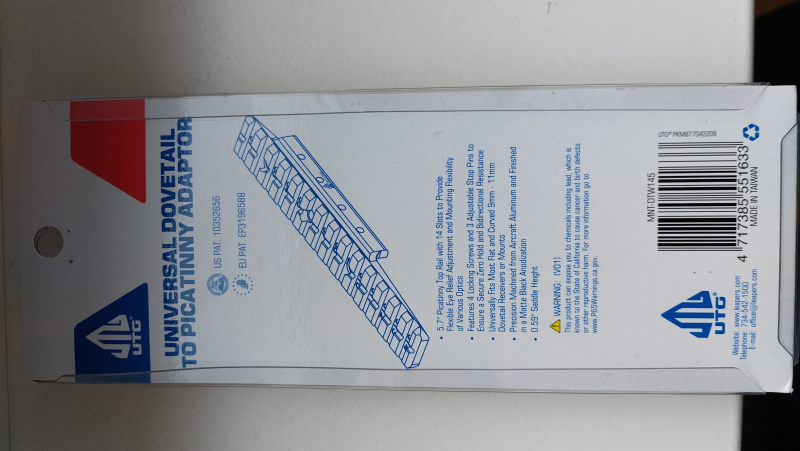 UTG®
UNIVERSAL DOVETAIL
TO PICATINNY ADAPTOR
US PAT. 10352656
EU PAT. EP3196588
• 5.7" Picatinny Top Rail with 14 Slots to Provide
Flexible Eye Relief Adjustment and Mounting Flexibility
of Various Optics
• Features 4 Locking Screws and 3 Adjustable Stop Pins to
Ensure a Secure Zero Hold and Bidirectional Resistance
• Universally Fits Most Flat and Curved 9mm - 11mm
Dovetail Receivers or Mounts
• Precision Machined from Aircraft Aluminum and Finished
in a Matte Black Anodization
• 0.59" Saddle Height
WARNING (V01)
This product can expose you to chemicals including lead, which is
known to the State of California to cause cancer and birth defects
or other reproductive harm. For more information go to
www.P65Warnings.ca.gov.
UTG®
Website: www.leapers.com
Telephone: 734-542-1500
E-mail: office@leapers.com
MNT-DTW145
UTG® PKMB77042208
4 717385 551633
MADE IN TAIWAN